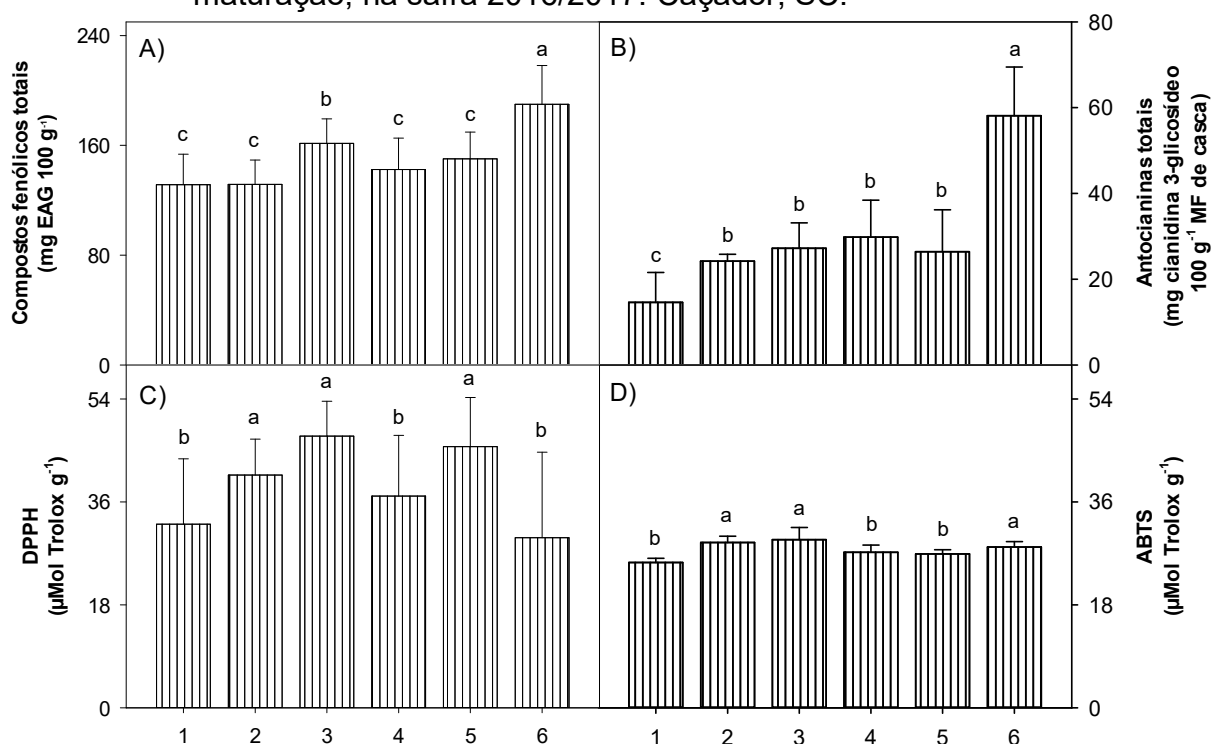 maturação, na safra 2016/2017. Caçador, SC.
A)
Compostos fenólicos totais
(mg EAG 100 g⁻¹)
240
160
80
0
c
c
b
c
c
a
B)
Antocianinas totais
(mg cianidina 3-glicosídeo
100 g⁻¹ MF de casca)
80
60
40
20
0
c
b
b
b
b
a
C)
DPPH
(µMol Trolox g⁻¹)
54
36
18
0
b
a
a
b
a
b
1 2 3 4 5 6
D)
ABTS
(µMol Trolox g⁻¹)
54
36
18
0
b
a
a
b
b
a
1 2 3 4 5 6